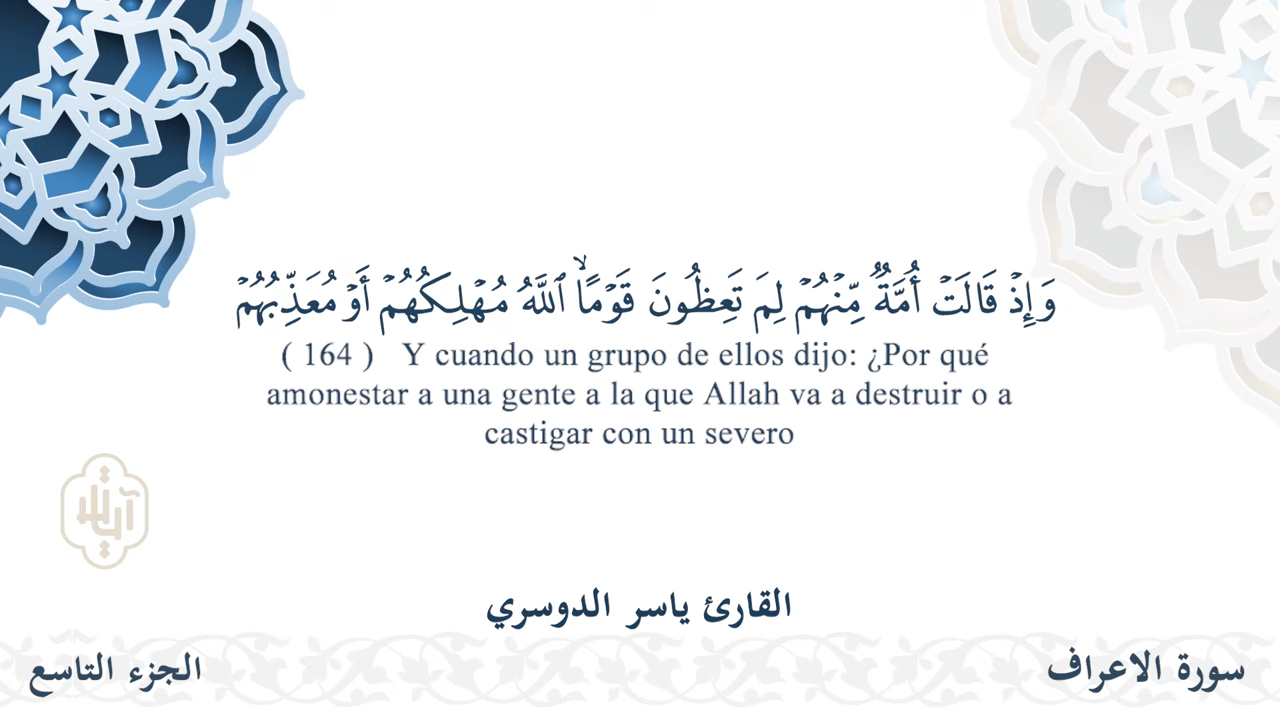 وَإِذۡ قَالَتۡ أُمَّةٌ مِّنۡهُمۡ لِمَ تَعِظُونَ قَوۡمًا ۙ ٱللَّهُ مُهۡلِكُهُمۡ أَوۡ مُعَذِّبُهُمۡ
( 164 ) Y cuando un grupo de ellos dijo: ¿Por qué
amonestar a una gente a la que Allah va a destruir o a
castigar con un severo
القارئ ياسر الدوسري
سورة الاعراف
الجزء التاسع